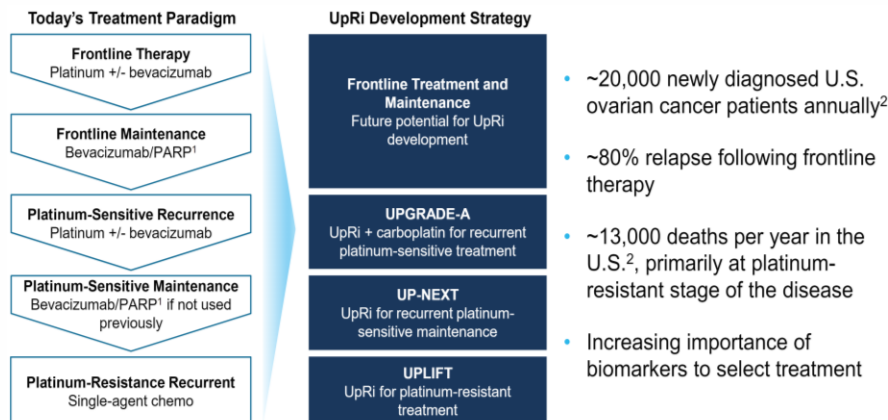 Today's Treatment Paradigm
Frontline Therapy
Platinum +/- bevacizumab
Frontline Maintenance
Bevacizumab/PARP¹
Platinum-Sensitive Recurrence
Platinum +/- bevacizumab
Platinum-Sensitive Maintenance
Bevacizumab/PARP¹ if not used
previously
Platinum-Resistance Recurrent
Single-agent chemo
UpRi Development Strategy
Frontline Treatment and
Maintenance
Future potential for UpRi
development
UPGRADE-A
UpRi + carboplatin for recurrent
platinum-sensitive treatment
UP-NEXT
UpRi for recurrent platinum-
sensitive maintenance
UPLIFT
UpRi for platinum-resistant
treatment
• ~20,000 newly diagnosed U.S.
ovarian cancer patients annually²
• ~80% relapse following frontline
therapy
• ~13,000 deaths per year in the
U.S.², primarily at platinum-
resistant stage of the disease
• Increasing importance of
biomarkers to select treatment